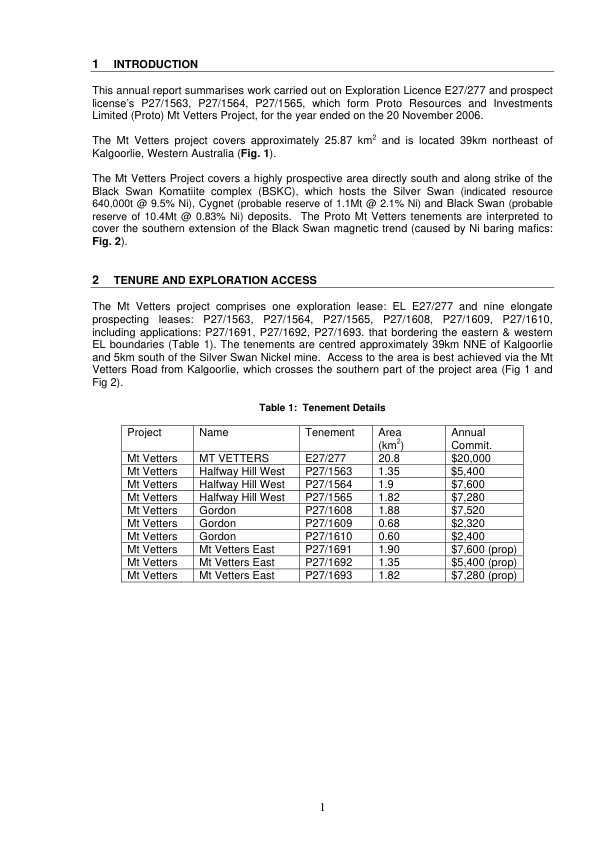 1 INTRODUCTION
This annual report summarises work carried out on Exploration Licence E27/277 and prospect
license's P27/1563, P27/1564, P27/1565, which form Proto Resources and Investments
Limited (Proto) Mt Vetters Project, for the year ended on the 20 November 2006.
The Mt Vetters project covers approximately 25.87 km² and is located 39km northeast of
Kalgoorlie, Western Australia (Fig. 1).
The Mt Vetters Project covers a highly prospective area directly south and along strike of the
Black Swan Komatiite complex (BSKC), which hosts the Silver Swan (indicated resource
640,000t @ 9.5% Ni), Cygnet (probable reserve of 1.1Mt @ 2.1% Ni) and Black Swan (probable
reserve of 10.4Mt @ 0.83% Ni) deposits. The Proto Mt Vetters tenements are interpreted to
cover the southern extension of the Black Swan magnetic trend (caused by Ni baring mafics:
Fig. 2).
2 TENURE AND EXPLORATION ACCESS
The Mt Vetters project comprises one exploration lease: EL E27/277 and nine elongate
prospecting leases: P27/1563, P27/1564, P27/1565, P27/1608, P27/1609, P27/1610,
including applications: P27/1691, P27/1692, P27/1693. that bordering the eastern & western
EL boundaries (Table 1). The tenements are centred approximately 39km NNE of Kalgoorlie
and 5km south of the Silver Swan Nickel mine. Access to the area is best achieved via the Mt
Vetters Road from Kalgoorlie, which crosses the southern part of the project area (Fig 1 and
Fig 2).
Table 1: Tenement Details
Project Name Tenement Area (km²) Annual Commit.
Mt Vetters MT VETTERS E27/277 20.8 $20,000
Mt Vetters Halfway Hill West P27/1563 1.35 $5,400
Mt Vetters Halfway Hill West P27/1564 1.9 $7,600
Mt Vetters Halfway Hill West P27/1565 1.82 $7,280
Mt Vetters Gordon P27/1608 1.88 $7,520
Mt Vetters Gordon P27/1609 0.68 $2,320
Mt Vetters Gordon P27/1610 0.60 $2,400
Mt Vetters Mt Vetters East P27/1691 1.90 $7,600 (prop)
Mt Vetters Mt Vetters East P27/1692 1.35 $5,400 (prop)
Mt Vetters Mt Vetters East P27/1693 1.82 $7,280 (prop)
1